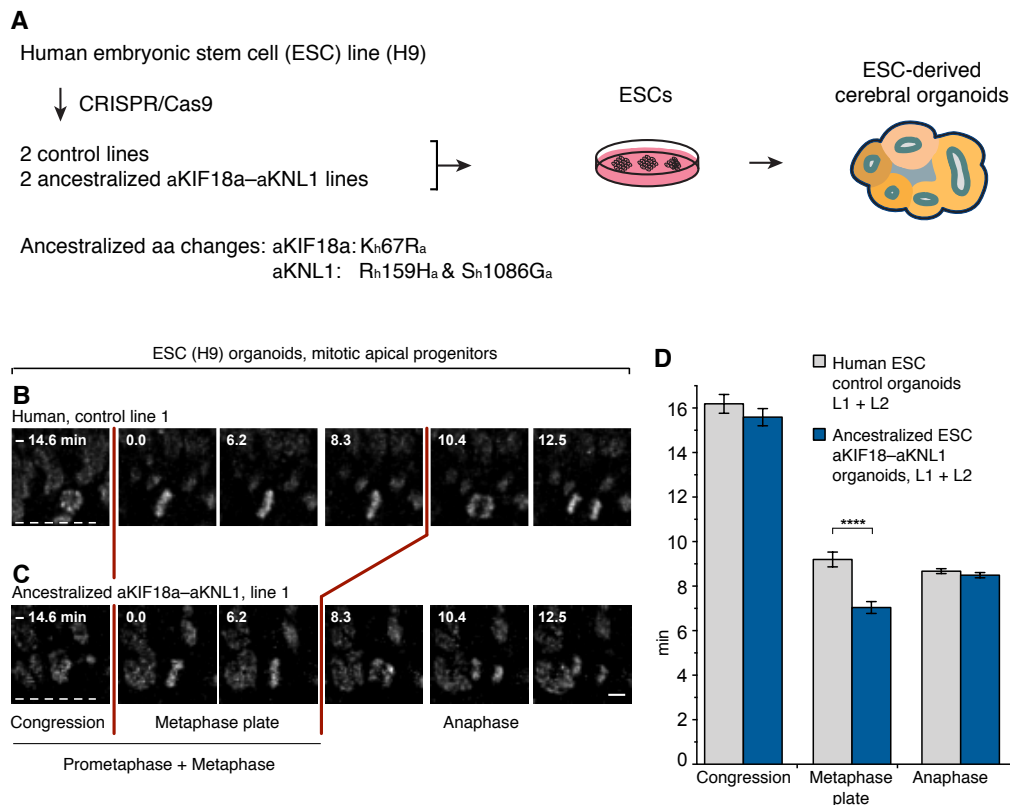 A
Human embryonic stem cell (ESC) line (H9)
CRISPR/Cas9
2 control lines
2 ancestralized aKIF18a–aKNL1 lines
ESCs
ESC-derived
cerebral organoids
Ancestralized aa changes: aKIF18a: Kh67Ra
aKNL1: Rh159Ha & Sh1086Ga
ESC (H9) organoids, mitotic apical progenitors
B
Human, control line 1
– 14.6 min
0.0
6.2
8.3
10.4
12.5
C
Ancestralized aKIF18a–aKNL1, line 1
– 14.6 min
0.0
6.2
8.3
10.4
12.5
Congression
Metaphase plate
Anaphase
Prometaphase + Metaphase
D
Human ESC
control organoids
L1 + L2
Ancestralized ESC
aKIF18–aKNL1
organoids, L1 + L2
16
14
12
10
8
6
4
2
0
min
****
Congression
Metaphase
plate
Anaphase